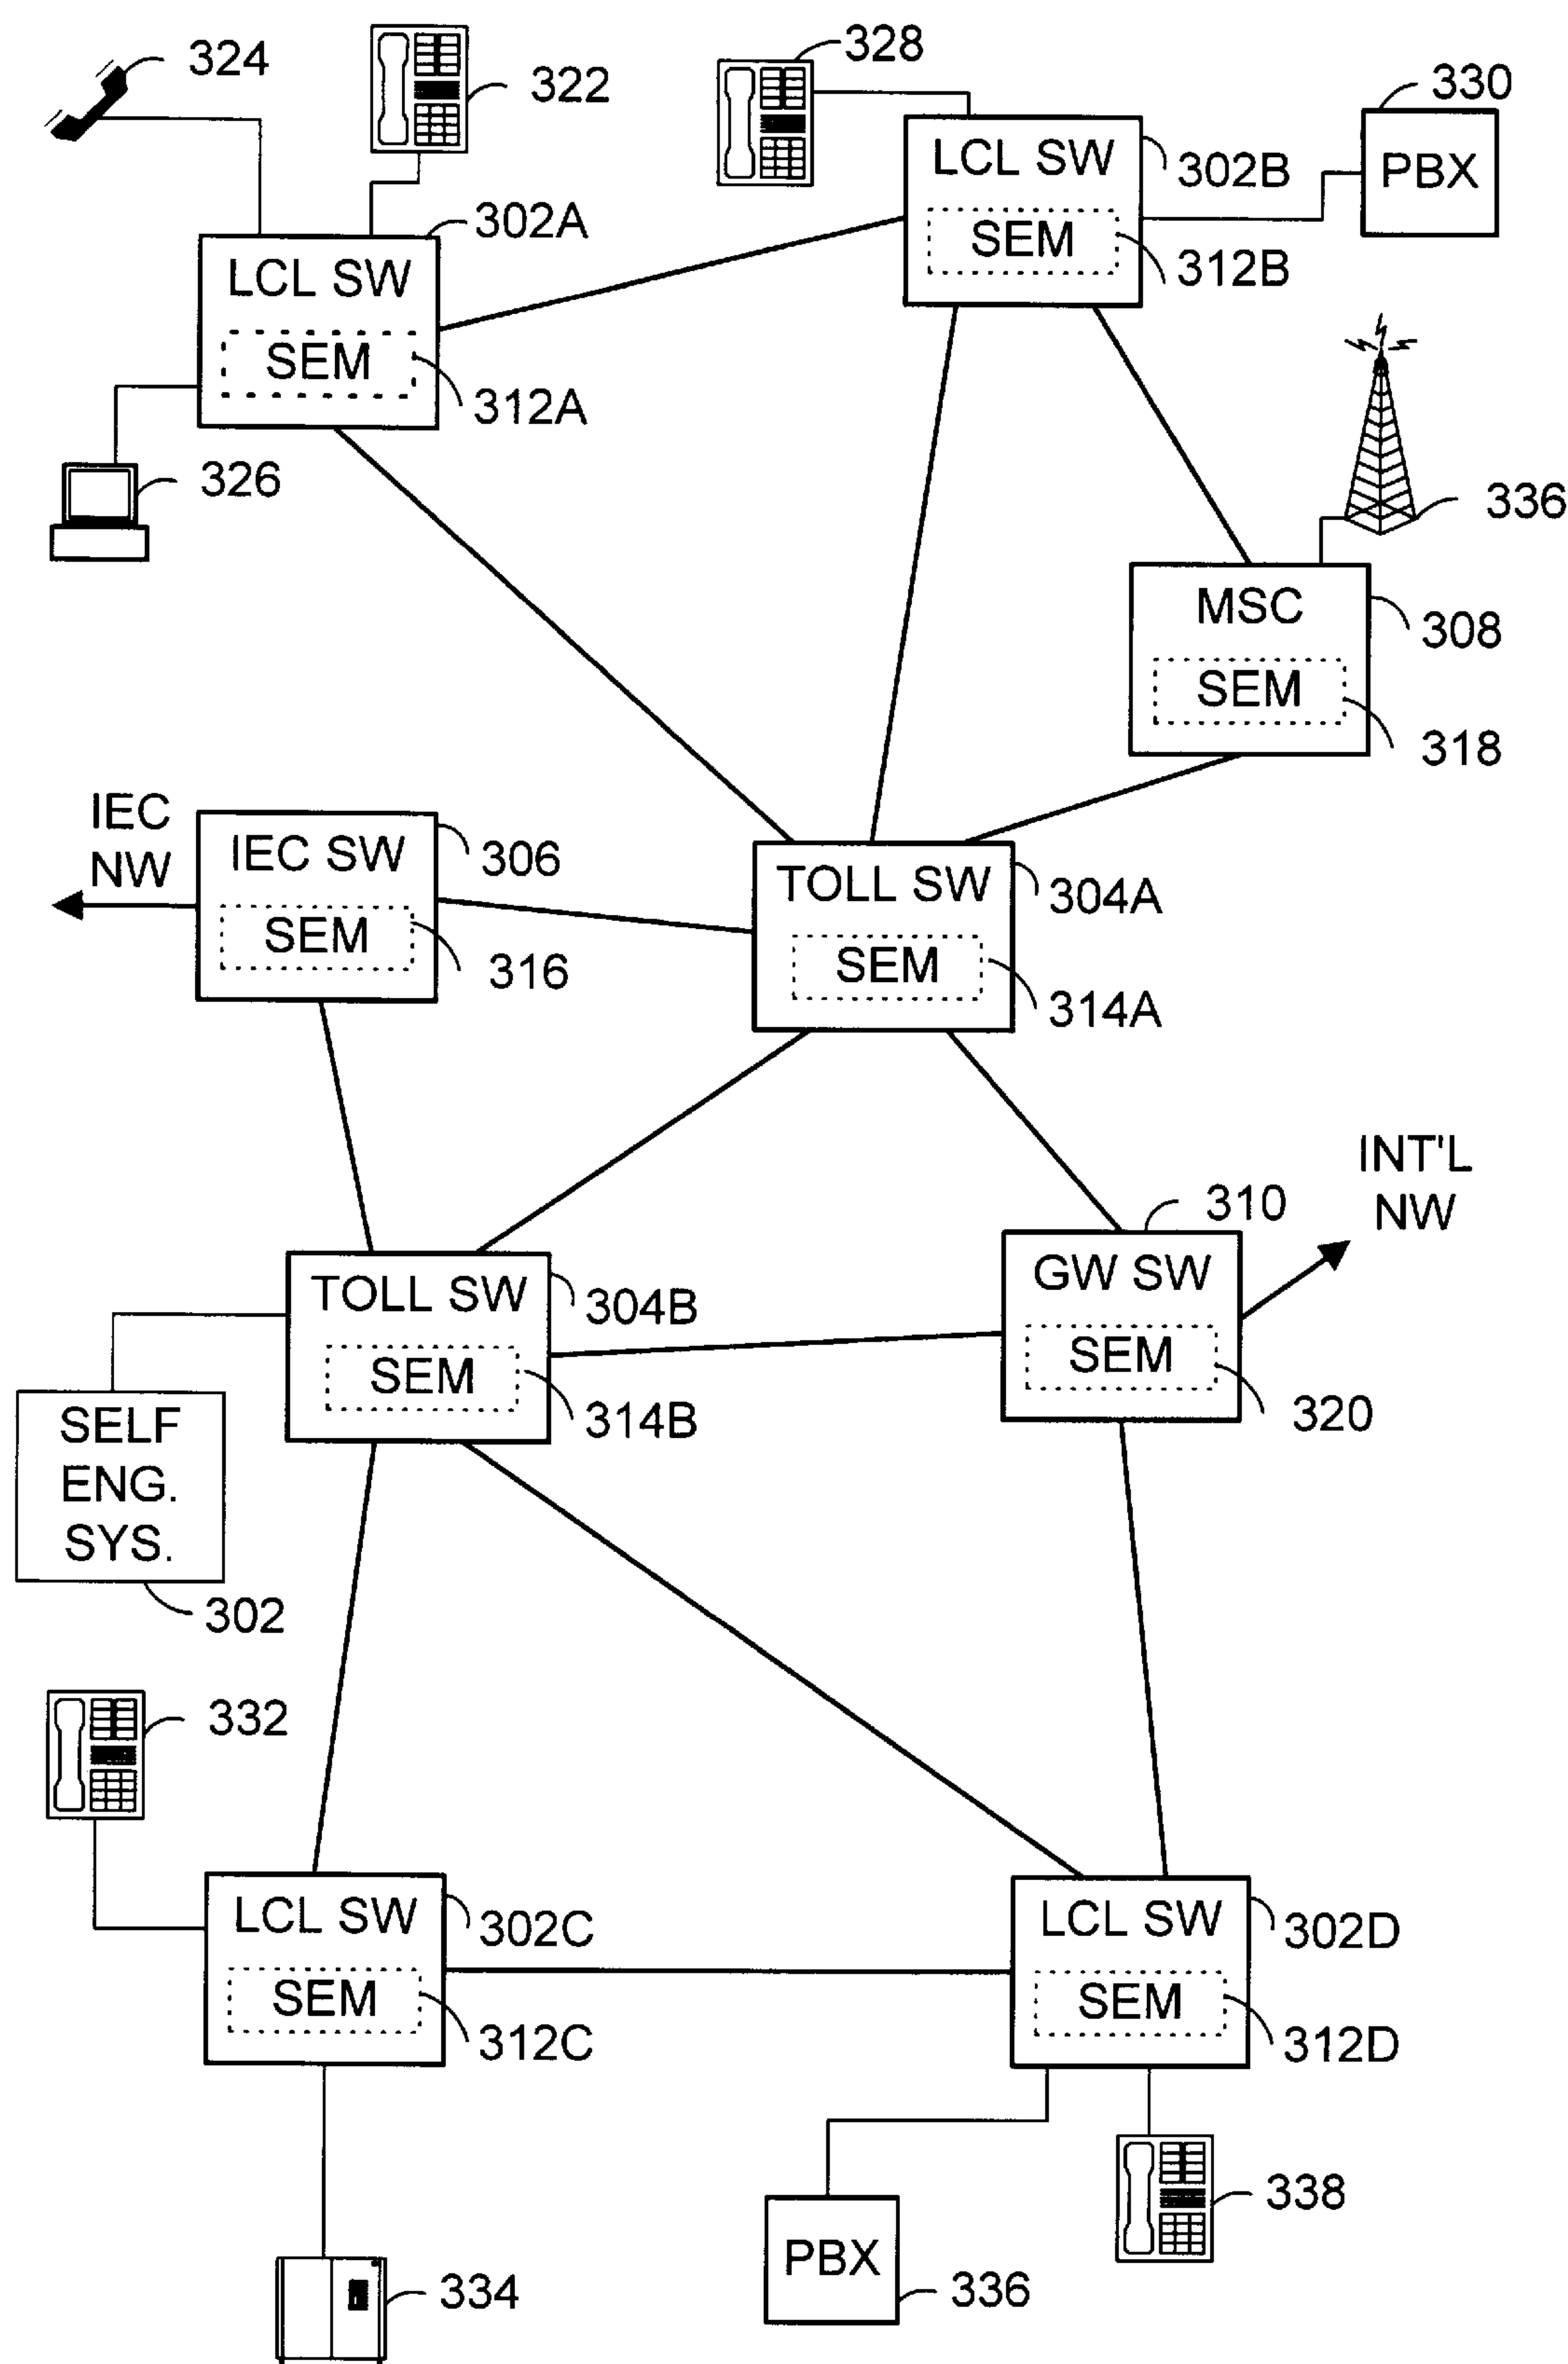 324
322
328
330
LCL SW
302B
PBX
302A
SEM
312B
LCL SW
SEM
312A
326
336
MSC
308
SEM
318
IEC
NW
IEC SW
306
TOLL SW
304A
SEM
316
SEM
314A
INT'L
NW
310
TOLL SW
304B
GW SW
SEM
314B
SEM
320
SELF
ENG.
SYS.
302
332
LCL SW
302C
LCL SW
302D
SEM
312C
SEM
312D
338
334
PBX
336